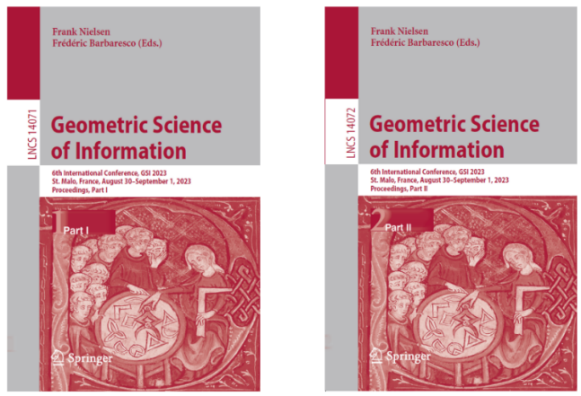 Frank Nielsen
Frédéric Barbaresco (Eds.)
LNCS 14071
Geometric Science
of Information
6th International Conference, GSI 2023
St. Malo, France, August 30–September 1, 2023
Proceedings, Part I
1
Part I
Springer
Frank Nielsen
Frédéric Barbaresco (Eds.)
LNCS 14072
Geometric Science
of Information
6th International Conference, GSI 2023
St. Malo, France, August 30–September 1, 2023
Proceedings, Part II
2
Part II
Springer